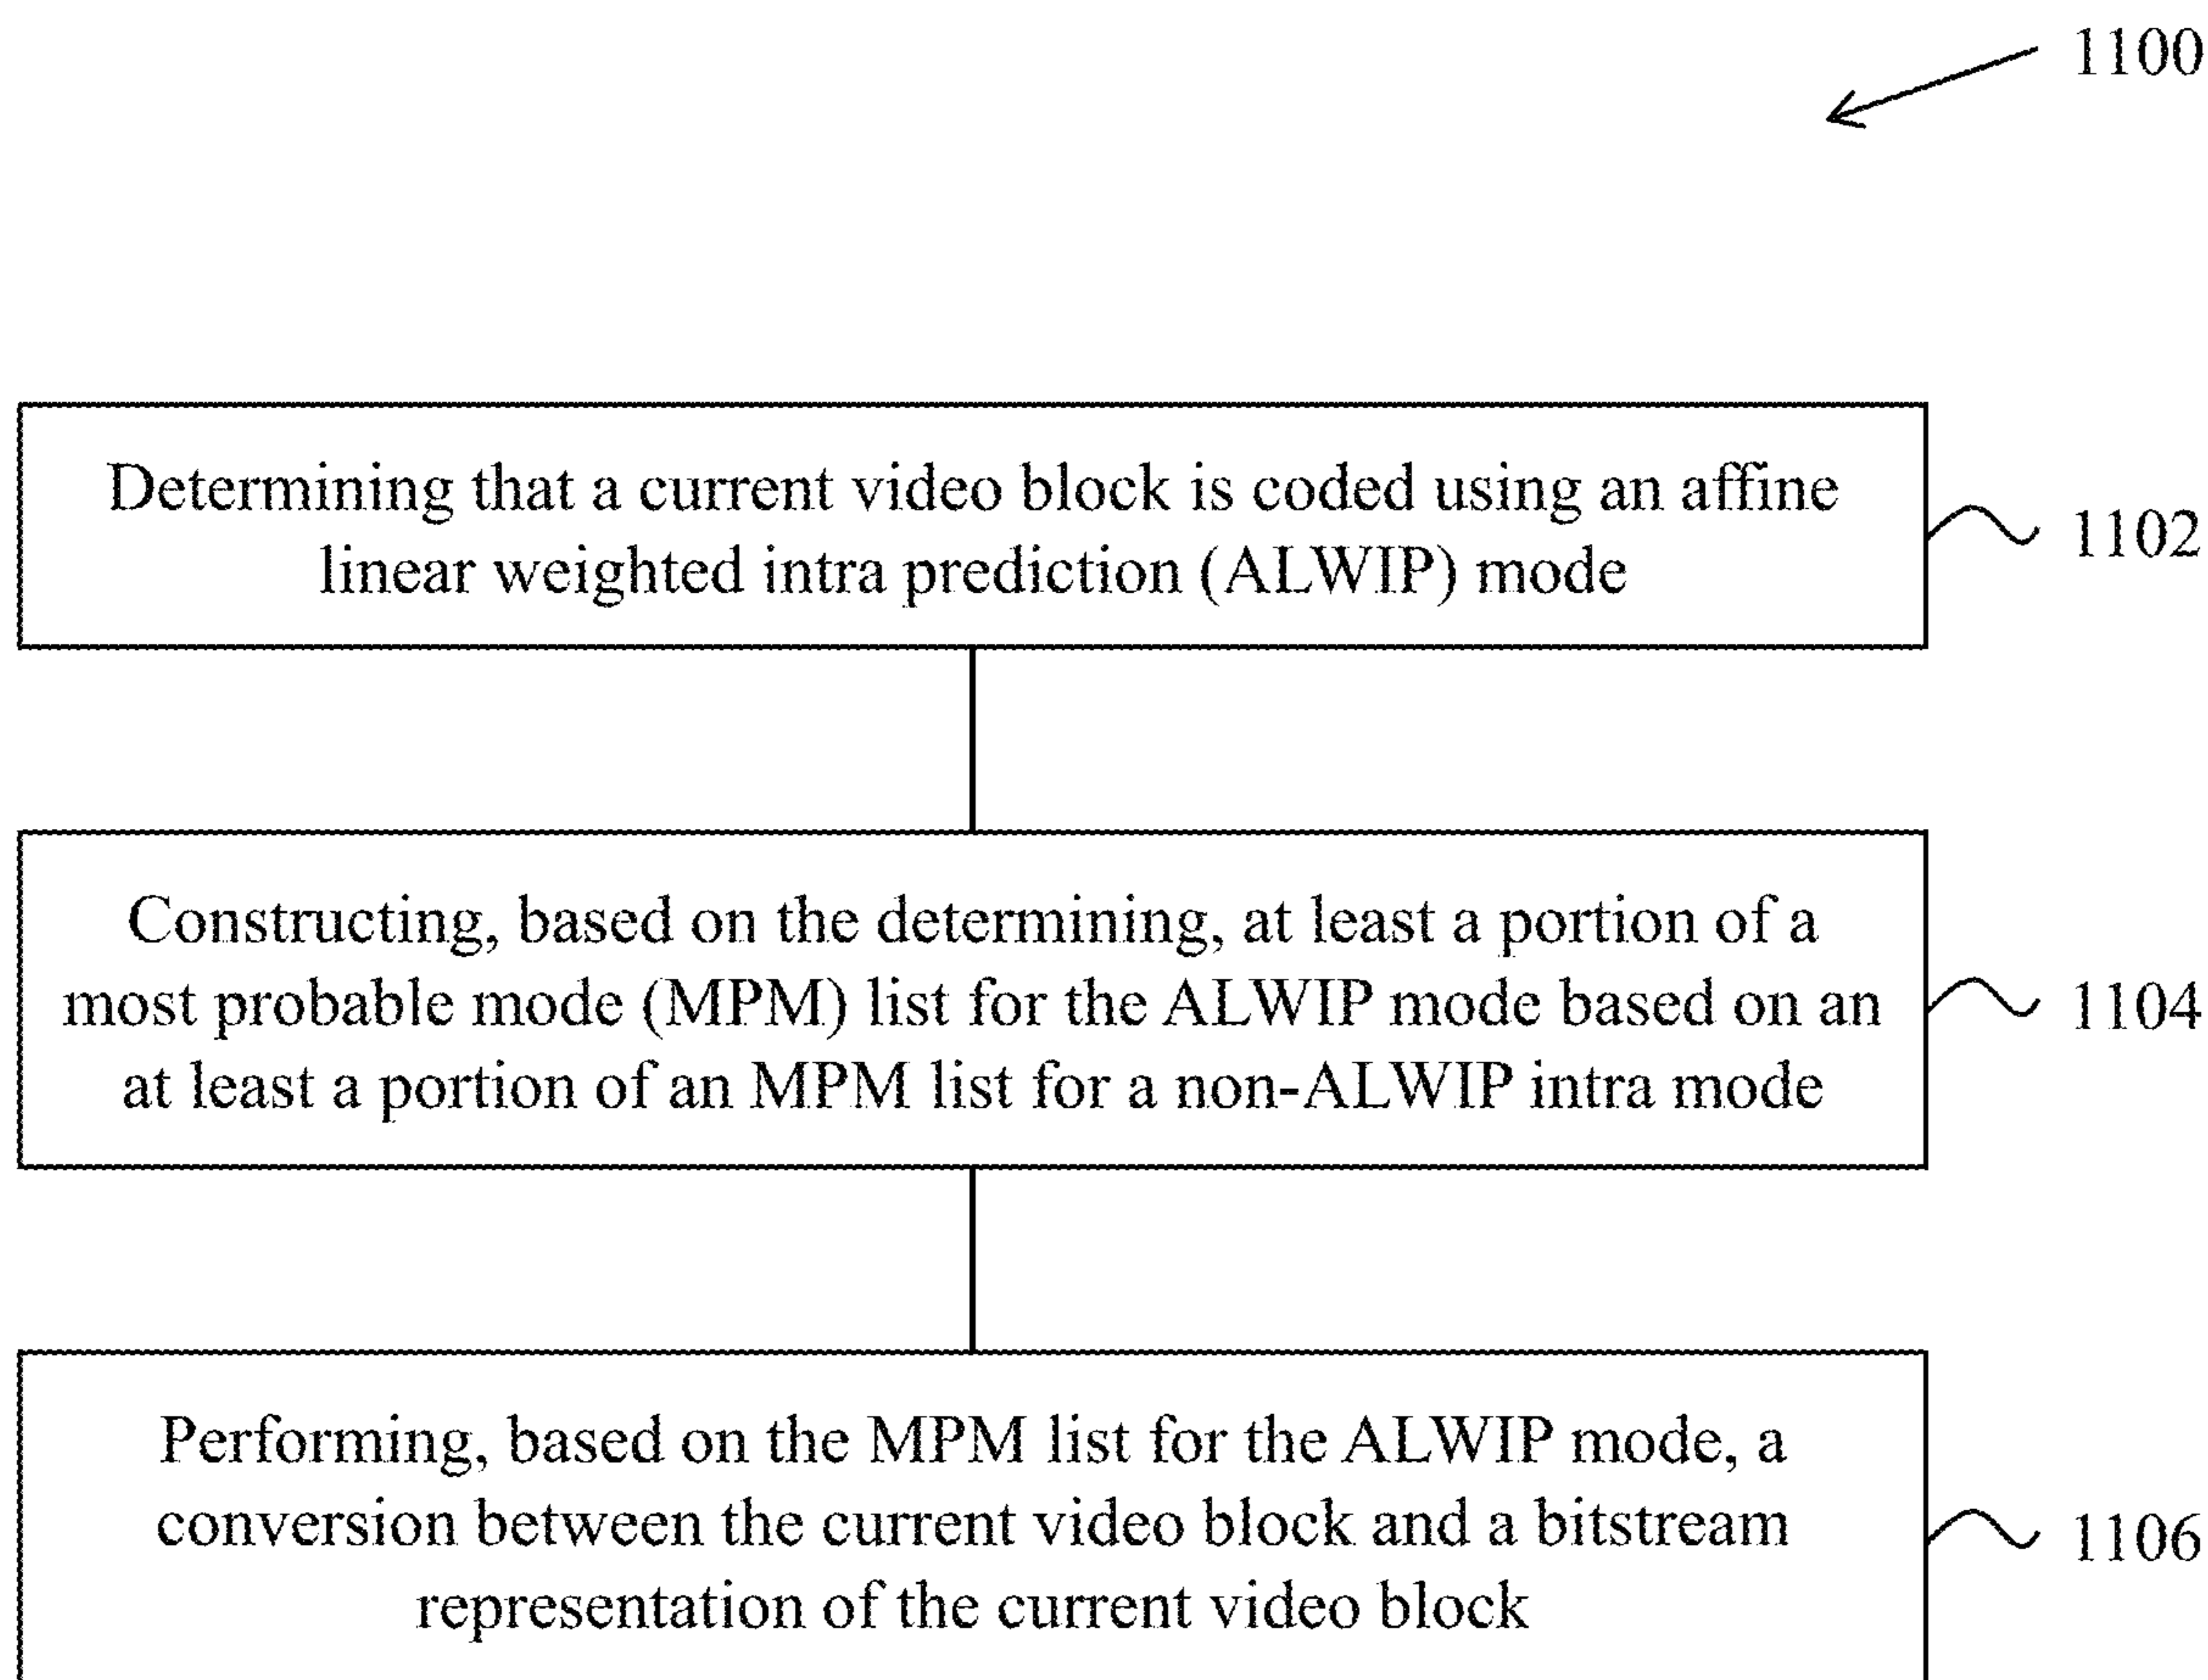 1100
Determining that a current video block is coded using an affine
linear weighted intra prediction (ALWIP) mode
1102
Constructing, based on the determining, at least a portion of a
most probable mode (MPM) list for the ALWIP mode based on an
at least a portion of an MPM list for a non-ALWIP intra mode
1104
Performing, based on the MPM list for the ALWIP mode, a
conversion between the current video block and a bitstream
representation of the current video block
1106